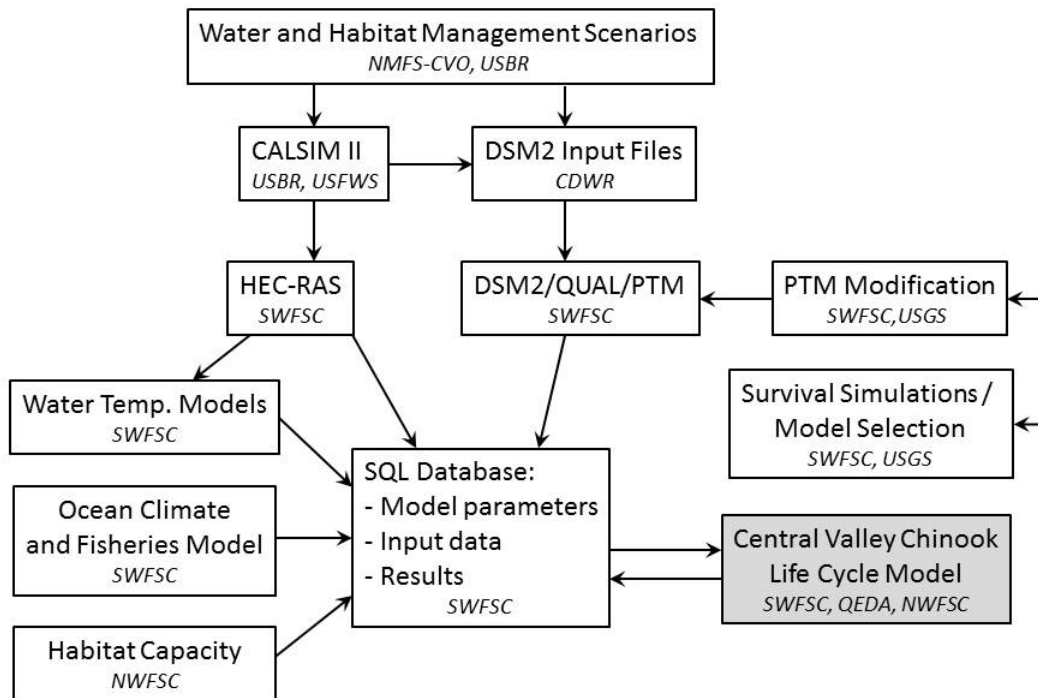 Water and Habitat Management Scenarios
NMFS-CVO, USBR
CALSIM II
USBR, USFWS
DSM2 Input Files
CDWR
HEC-RAS
SWFSC
DSM2/QUAL/PTM
SWFSC
PTM Modification
SWFSC,USGS
Water Temp. Models
SWFSC
Survival Simulations /
Model Selection
SWFSC, USGS
SQL Database:
- Model parameters
- Input data
- Results
SWFSC
Ocean Climate
and Fisheries Model
SWFSC
Central Valley Chinook
Life Cycle Model
SWFSC, QEDA, NWFSC
Habitat Capacity
NWFSC